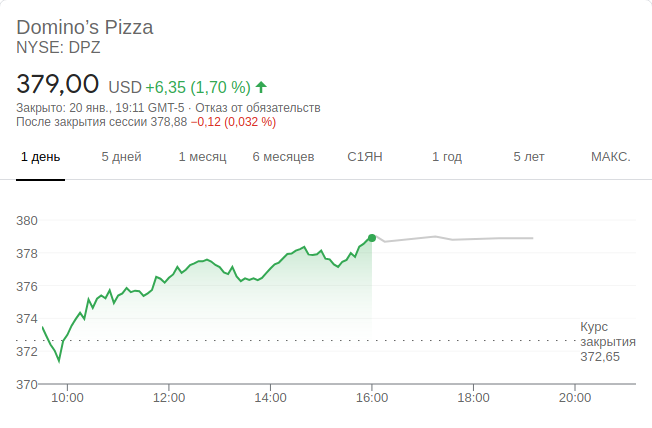 Domino’s Pizza
NYSE: DPZ
379,00 USD +6,35 (1,70 %)
Закрыто: 20 янв., 19:11 GMT-5 · Отказ от обязательств
После закрытия сессии 378,88 −0,12 (0,032 %)
1 день 5 дней 1 месяц 6 месяцев С1ЯН 1 год 5 лет МАКС.
380
378
376
374
372
370
Курс
закрытия
372,65
10:00 12:00 14:00 16:00 18:00 20:00